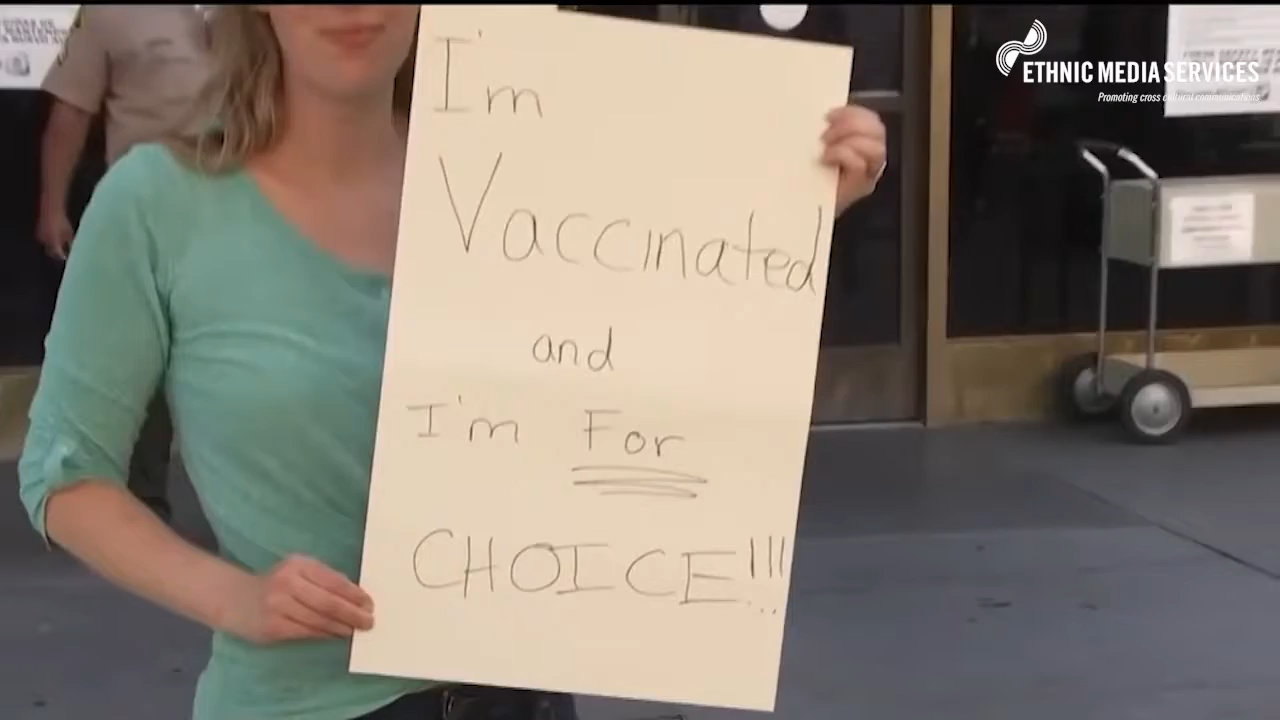 I'm
Vaccinated
and
I'm For
CHOICE!!!
ETHNIC MEDIA SERVICES
Promoting cross cultural communications